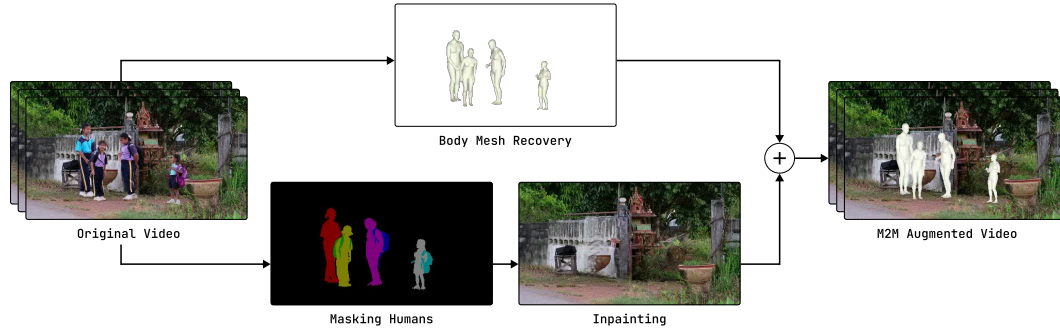 Body Mesh Recovery
Original Video
+
M2M Augmented Video
Masking Humans
Inpainting